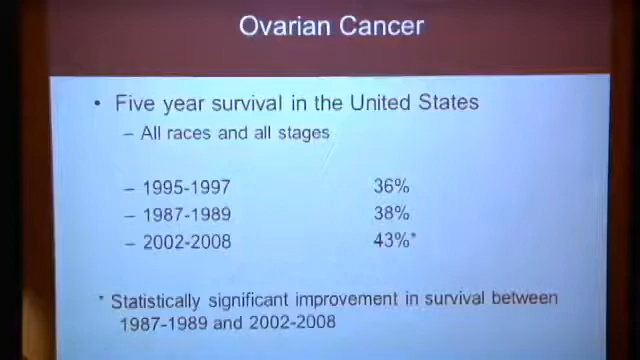 Ovarian Cancer
• Five year survival in the United States
– All races and all stages
– 1995-1997 36%
– 1987-1989 38%
– 2002-2008 43%*
* Statistically significant improvement in survival between
1987-1989 and 2002-2008